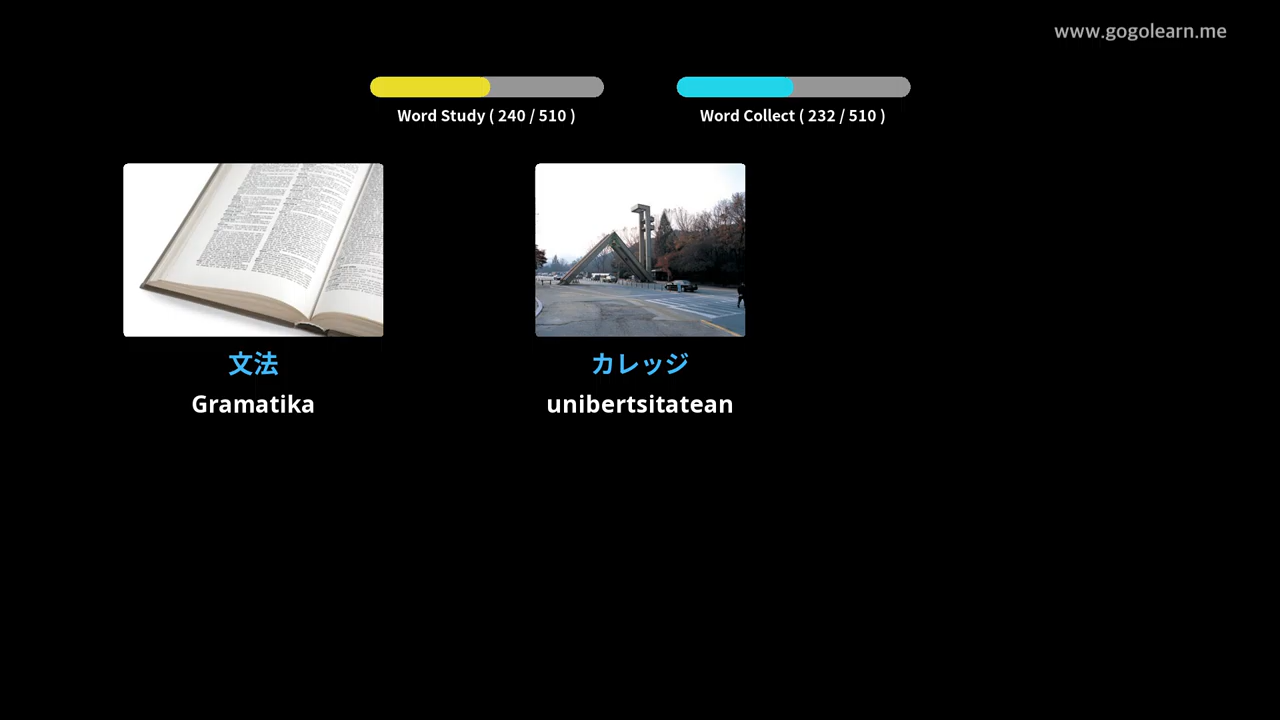 www.gogolearn.me
Word Study ( 240 / 510 )
Word Collect ( 232 / 510 )
文法
Gramatika
カレッジ
unibertsitatean